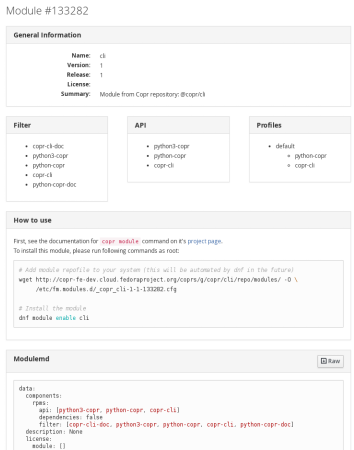 Module #133282
General Information
Name: cli
Version: 1
Release: 1
License:
Summary: Module from Copr repository: @copr/cli
Filter
copr-cli-doc
python3-copr
python-copr
copr-cli
python-copr-doc
API
python3-copr
python-copr
copr-cli
Profiles
default
python-copr
copr-cli
How to use
First, see the documentation for copr module command on it's project page.
To install this module, please run following commands as root:
# Add module repofile to your system (this will be automated by dnf in the future)
wget http://copr-fe-dev.cloud.fedoraproject.org/coprs/g/copr/cli/repo/modules/ -O \
/etc/fm.modules.d/_copr_cli-1-1-133282.cfg
# Install the module
dnf module enable cli
Modulemd
Raw
data:
components:
rpms:
api: [python3-copr, python-copr, copr-cli]
dependencies: false
filter: [copr-cli-doc, python3-copr, python-copr, copr-cli, python-copr-doc]
description: None
license:
module: []